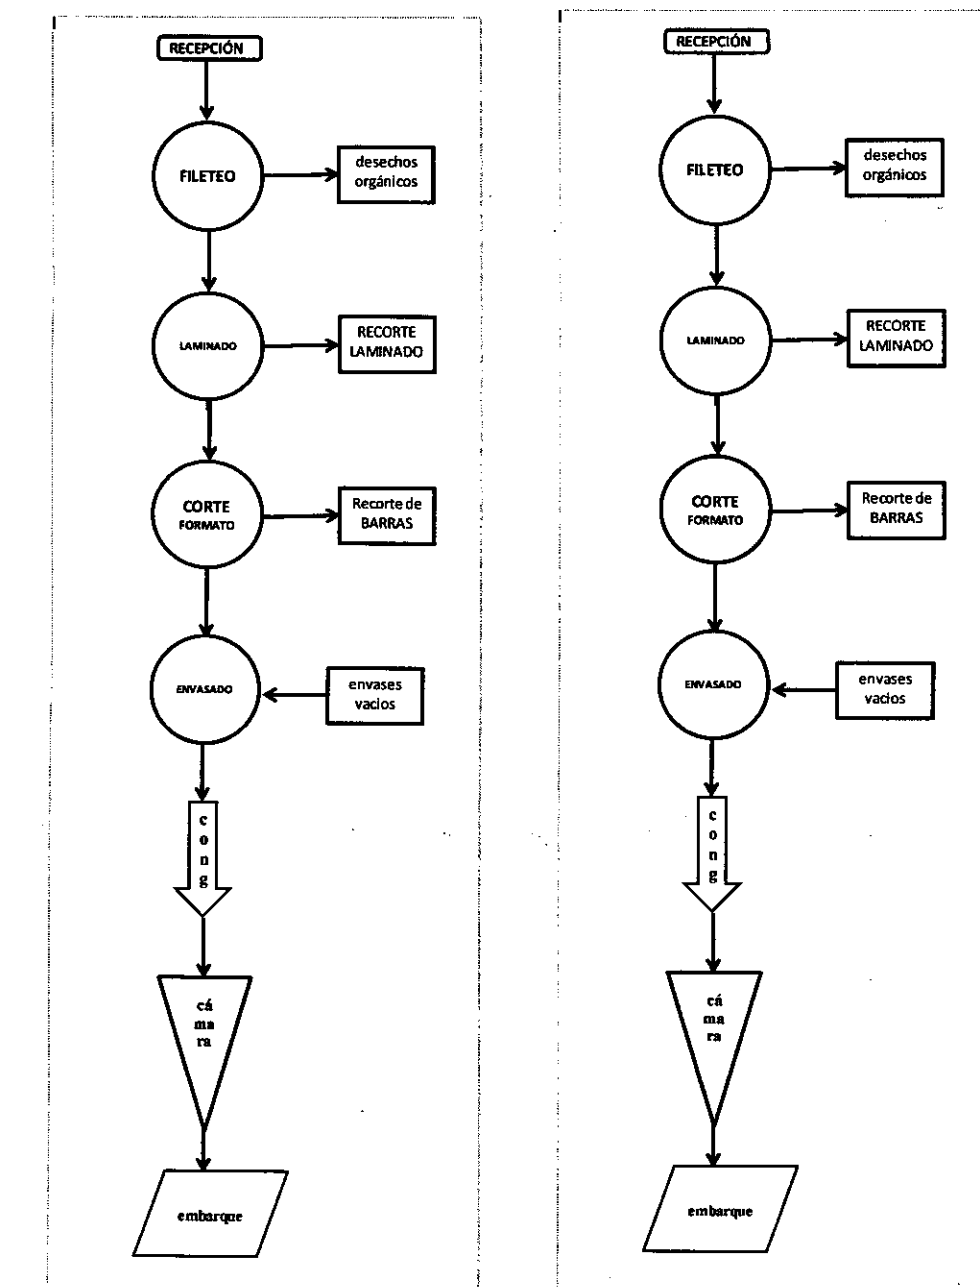 RECEPCIÓN
FILETEO
desechos
orgánicos
LAMINADO
RECORTE
LAMINADO
CORTE
FORMATO
Recorte de
BARRAS
ENVASADO
envases
vacios
c
o
n
g
cá
ma
ra
embarque
RECEPCIÓN
FILETEO
desechos
orgánicos
LAMINADO
RECORTE
LAMINADO
CORTE
FORMATO
Recorte de
BARRAS
ENVASADO
envases
vacios
c
o
n
g
cá
ma
ra
embarque